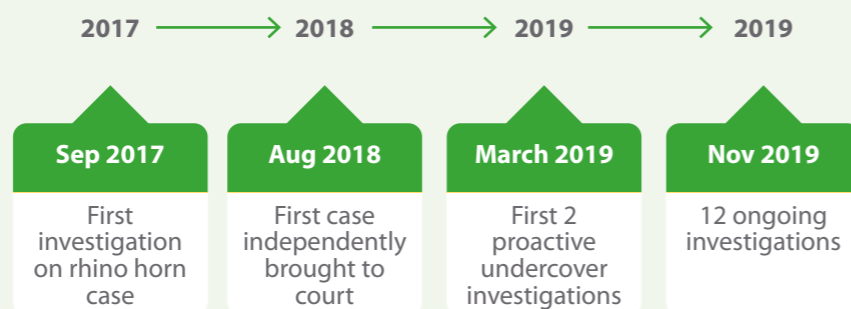 2017 2018 2019 2019
Sep 2017
First
investigation
on rhino horn
case
Aug 2018
First case
independently
brought to
court
March 2019
First 2
proactive
undercover
investigations
Nov 2019
12 ongoing
investigations